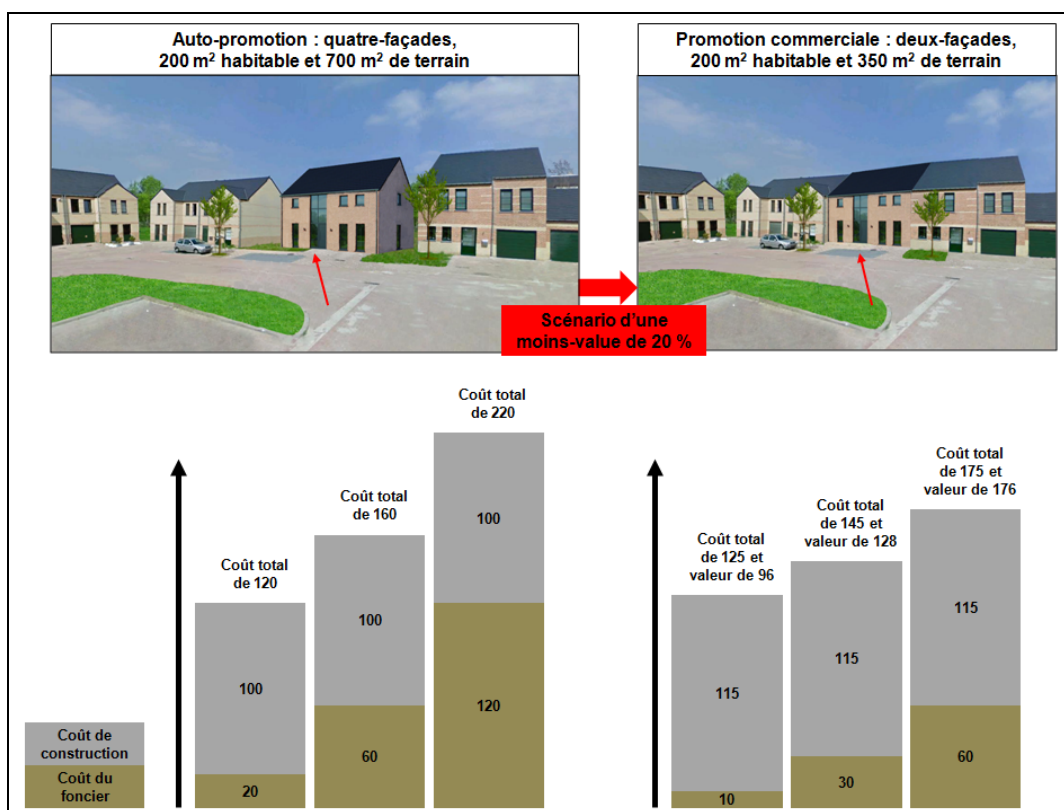 Auto-promotion : quatre-façades,
200 m² habitable et 700 m² de terrain
Promotion commerciale : deux-façades,
200 m² habitable et 350 m² de terrain
Scénario d'une
moins-value de 20 %
Coût total
de 120
100
20
Coût total
de 160
100
60
Coût total
de 220
100
120
Coût total
de 125 et
valeur de 96
115
10
Coût total
de 145 et
valeur de 128
115
30
Coût total
de 175 et
valeur de 176
115
60
Coût de
construction
Coût du
foncier